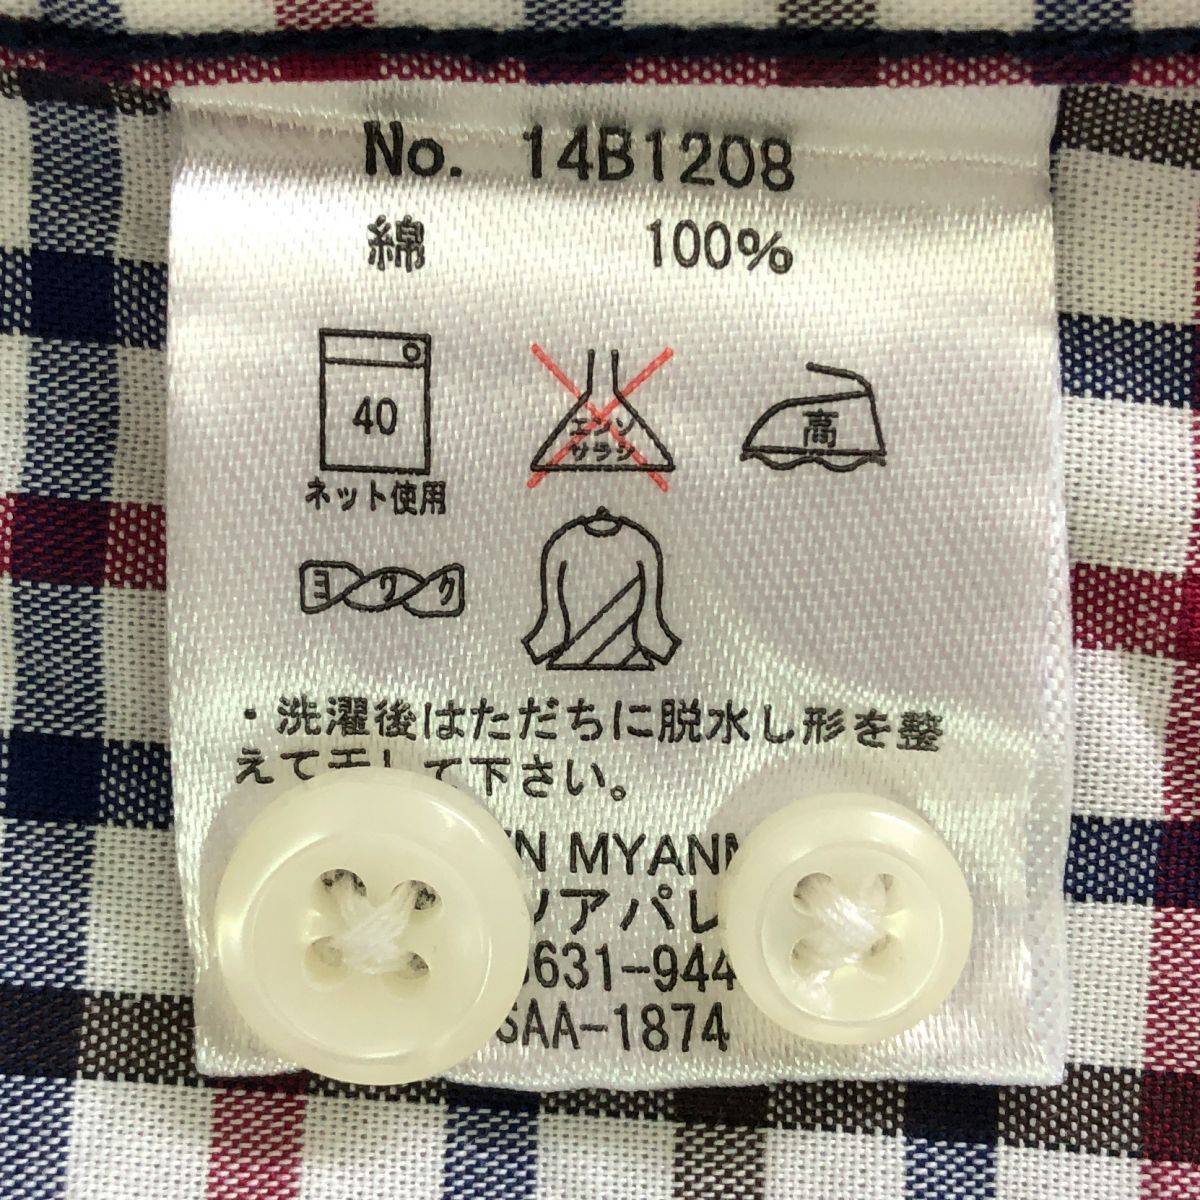 No. 14B1208
綿 100%
40
エンソ
サラシ
高
ネット使用
ヨワク
・洗濯後はただちに脱水し形を整
えて干して下さい。
N MYANM
ソアパレ
631-944
SAA-1874